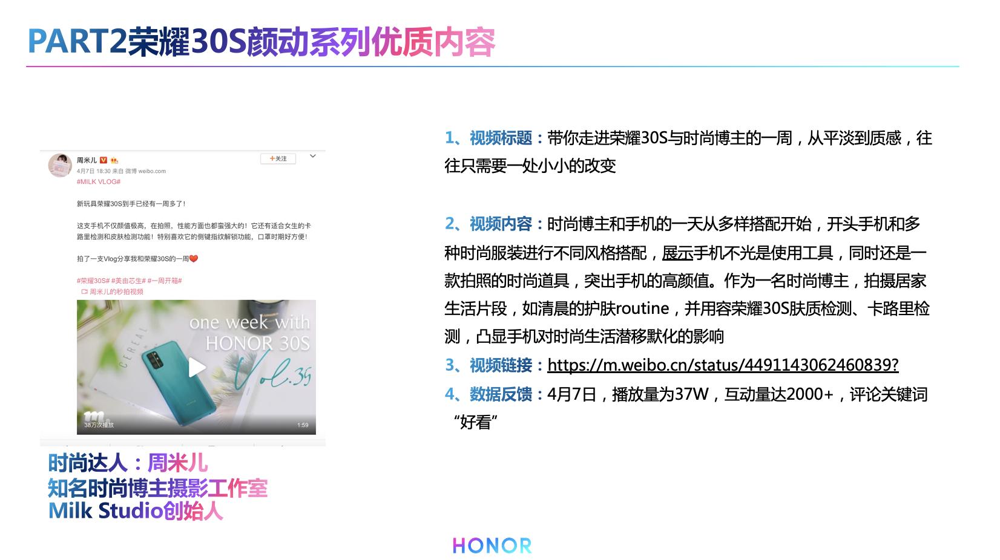 PART2荣耀30S颜动系列优质内容
周米儿
+关注
4月7日 18:30 来自 微博 weibo.com
#MILK VLOG#
新玩具荣耀30S到手已经有一周多了！
这支手机不仅颜值极高，在拍照，性能方面也都蛮强大的！它还有适合女生的卡
路里检测和皮肤检测功能！特别喜欢它的侧键指纹解锁功能，口罩时期好方便！
拍了一支Vlog分享我和荣耀30S的一周❤️
#荣耀30S# #美由芯生# #一周开箱#
周米儿的秒拍视频
CEREAL
one week with
HONOR 30S
Vol.35
HONOR
m.
38万次播放
1:59
时尚达人：周米儿
知名时尚博主摄影工作室
Milk Studio创始人
1、视频标题：带你走进荣耀30S与时尚博主的一周，从平淡到质感，往
往只需要一处小小的改变
2、视频内容：时尚博主和手机的一天从多样搭配开始，开头手机和多
种时尚服装进行不同风格搭配，展示手机不光是使用工具，同时还是一
款拍照的时尚道具，突出手机的高颜值。作为一名时尚博主，拍摄居家
生活片段，如清晨的护肤routine，并用容荣耀30S肤质检测、卡路里检
测，凸显手机对时尚生活潜移默化的影响
3、视频链接：https://m.weibo.cn/status/4491143062460839?
4、数据反馈：4月7日，播放量为37W，互动量达2000+，评论关键词
“好看”
HONOR